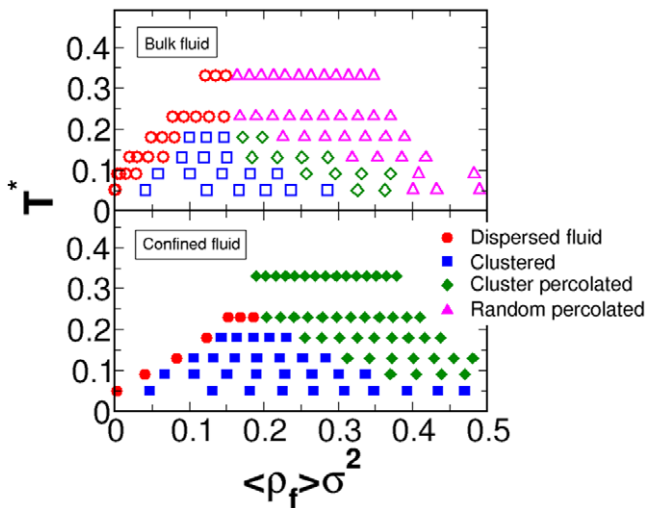 Bulk fluid
0.4
0.3
0.2
0.1
0
T*
Confined fluid
Dispersed fluid
Clustered
Cluster percolated
Random percolated
0.4
0.3
0.2
0.1
0
0 0.1 0.2 0.3 0.4 0.5
<ρf>σ²